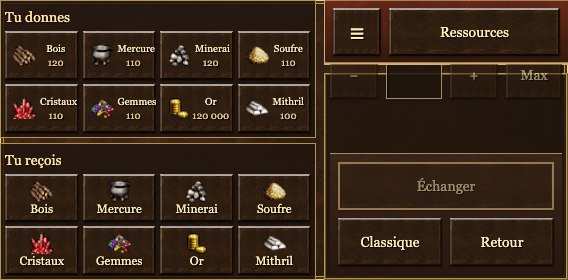 Tu donnes
Bois
120
Mercure
110
Minerai
120
Soufre
110
Cristaux
110
Gemmes
110
Or
120 000
Mithril
100
Tu reçois
Bois
Mercure
Minerai
Soufre
Cristaux
Gemmes
Or
Mithril
≡
Ressources
−
+
Max
Échanger
Classique
Retour